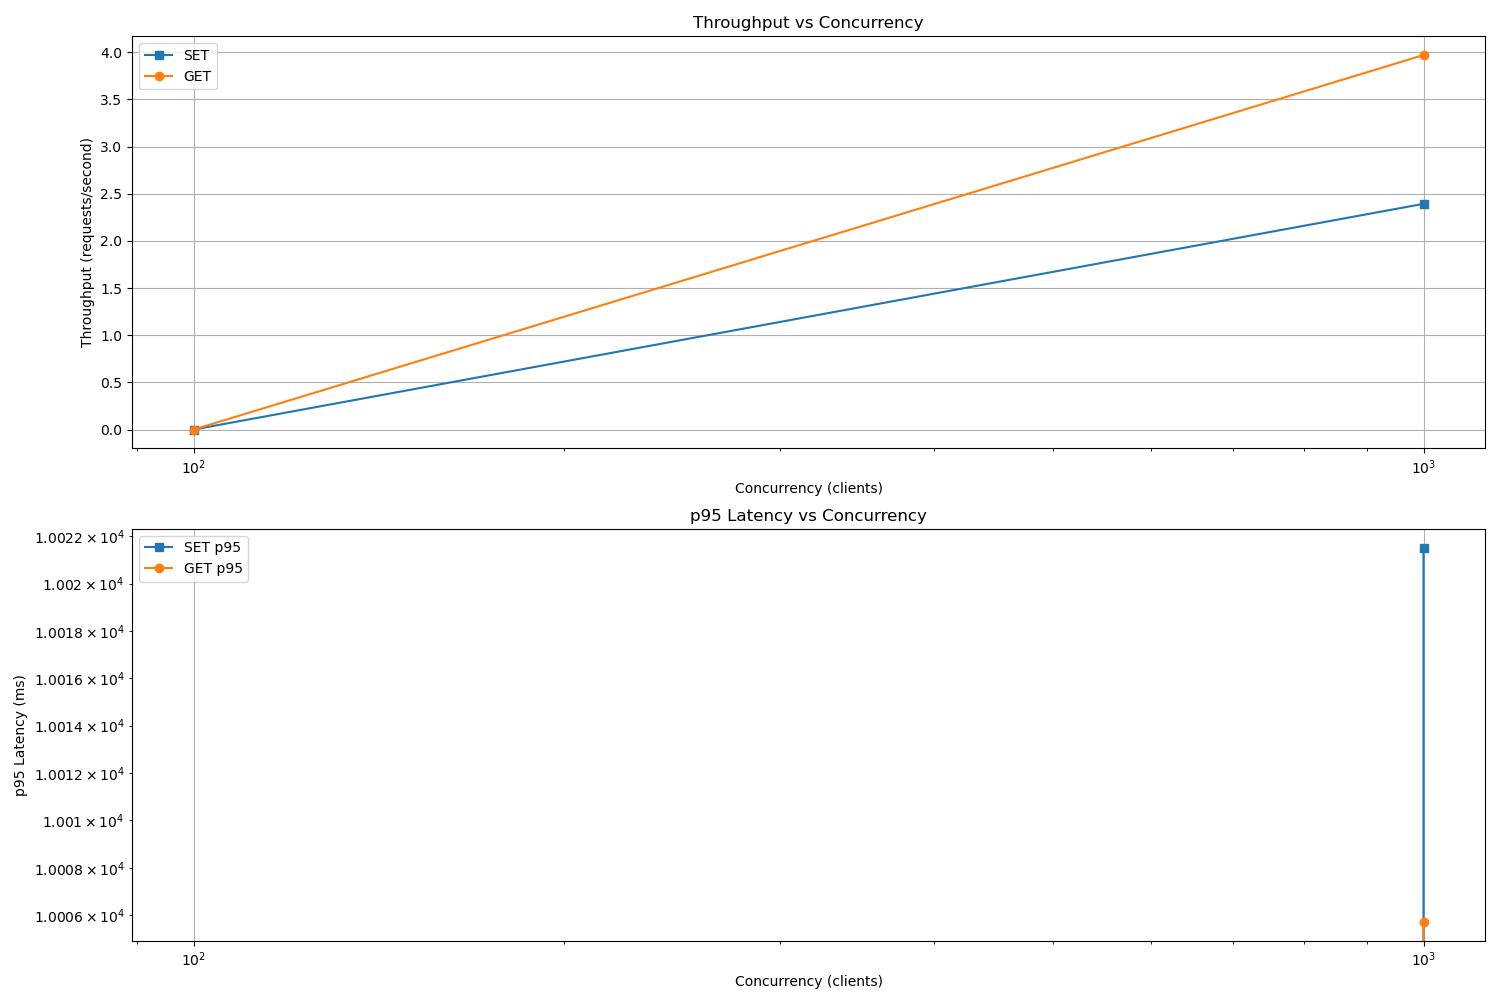 Throughput vs Concurrency
SET
GET
4.0
3.5
3.0
2.5
2.0
1.5
1.0
0.5
0.0
Throughput (requests/second)
10²
10³
Concurrency (clients)
p95 Latency vs Concurrency
SET p95
GET p95
1.0022 × 10⁴
1.002 × 10⁴
1.0018 × 10⁴
1.0016 × 10⁴
1.0014 × 10⁴
1.0012 × 10⁴
1.001 × 10⁴
1.0008 × 10⁴
1.0006 × 10⁴
p95 Latency (ms)
10²
10³
Concurrency (clients)